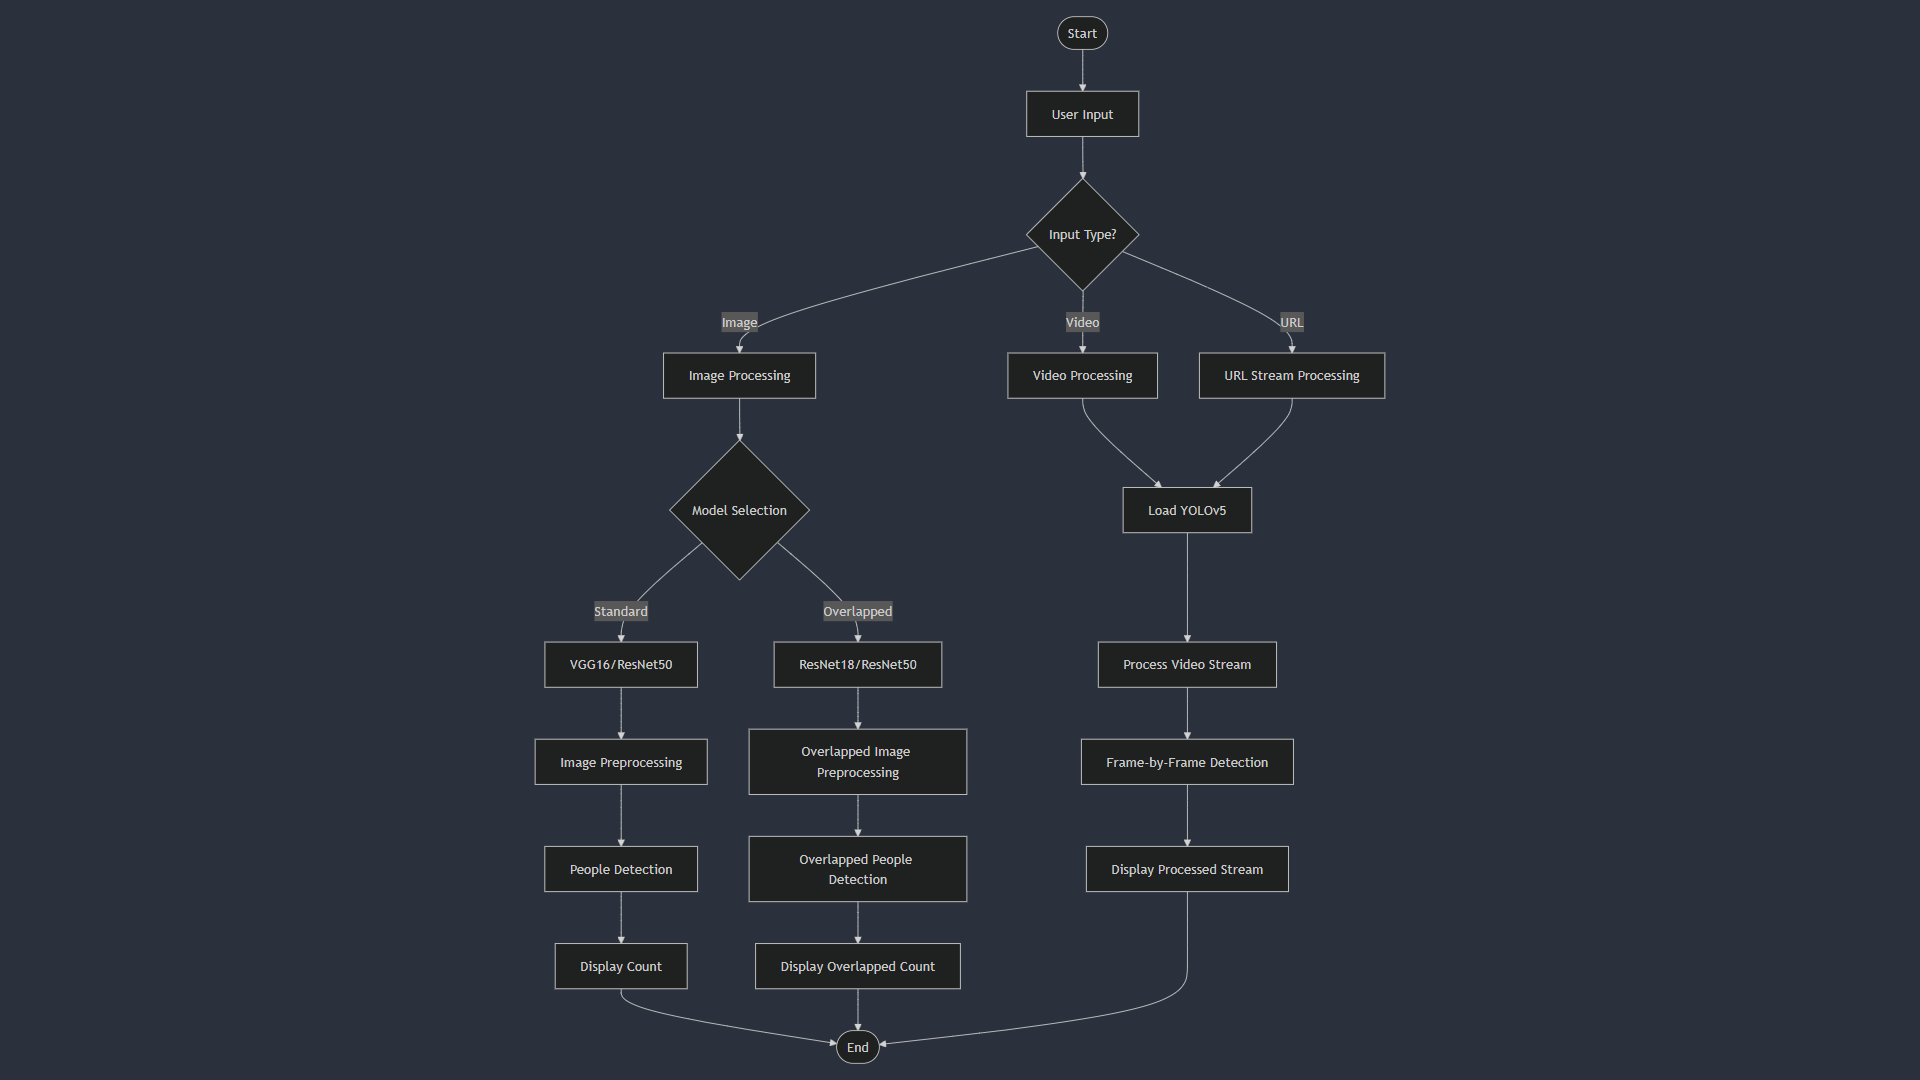 Start
User Input
Input Type?
Image
Video
URL
Image Processing
Video Processing
URL Stream Processing
Model Selection
Load YOLOv5
Standard
Overlapped
VGG16/ResNet50
ResNet18/ResNet50
Process Video Stream
Image Preprocessing
Overlapped Image
Preprocessing
Frame-by-Frame Detection
People Detection
Overlapped People
Detection
Display Processed Stream
Display Count
Display Overlapped Count
End